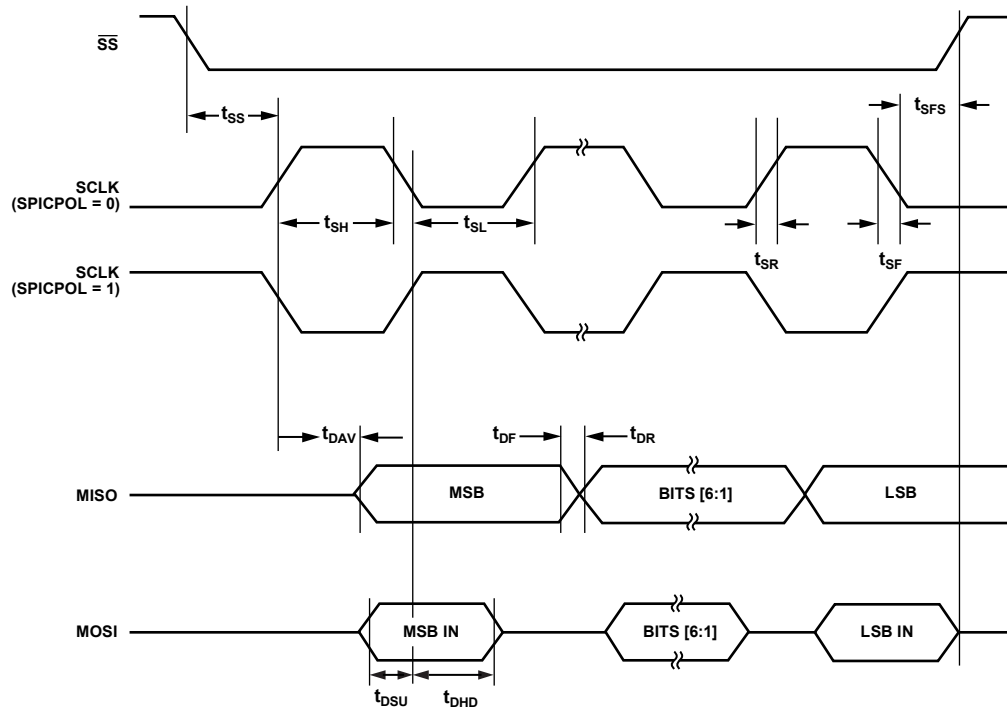 SS
tSS
tSFS
SCLK
(SPICPOL = 0)
tSH
tSL
tSR
tSF
SCLK
(SPICPOL = 1)
tDAV
tDF
tDR
MISO
MSB
BITS [6:1]
LSB
MOSI
MSB IN
BITS [6:1]
LSB IN
tDSU
tDHD